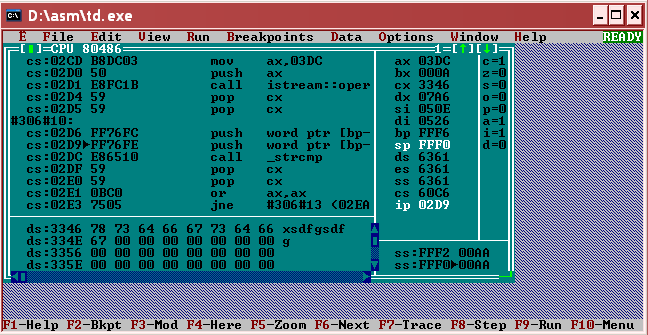 D:\asm\td.exe
E File Edit View Run Breakpoints Data Options Window Help READY
[▮]=CPU 80486 1=[↑][↓]
cs:02CD B8DC03 mov ax,03DC ax 03DC c=1
cs:02D0 50 push ax bx 000A z=0
cs:02D1 E8FC1B call istream::oper cx 3346 s=0
cs:02D4 59 pop cx dx 07A6 o=0
cs:02D5 59 pop cx si 050E p=0
#306#10: di 0526 a=1
cs:02D6 FF76FC push word ptr [bp- bp FFF6 i=1
cs:02D9►FF76FE push word ptr [bp- sp FFF0 d=0
cs:02DC E86510 call _strcmp ds 6361
cs:02DF 59 pop cx es 6361
cs:02E0 59 pop cx ss 6361
cs:02E1 0BC0 or ax,ax cs 60C6
cs:02E3 7505 jne #306#13 (02EA ip 02D9
ds:3346 78 73 64 66 67 73 64 66 xsdfgsdf
ds:334E 67 00 00 00 00 00 00 00 g
ds:3356 00 00 00 00 00 00 00 00 ss:FFF2 00AA
ds:335E 00 00 00 00 00 00 00 00 ss:FFF0►00AA
F1-Help F2-Bkpt F3-Mod F4-Here F5-Zoom F6-Next F7-Trace F8-Step F9-Run F10-Menu